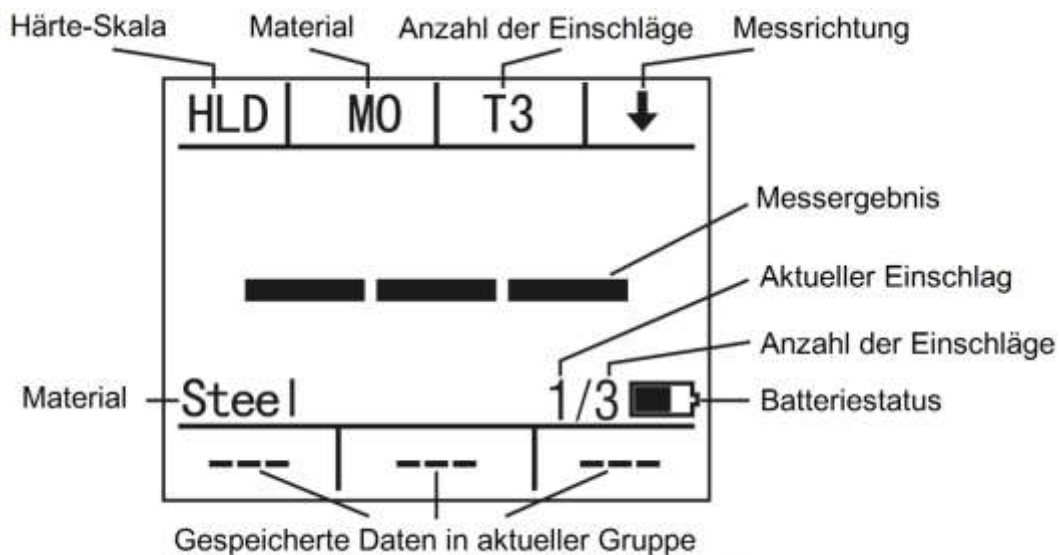 Härte-Skala Material Anzahl der Einschläge Messrichtung
HLD M0 T3
Messergebnis
Aktueller Einschlag
Anzahl der Einschläge
Material Steel 1/3 Batteriestatus
--- --- ---
Gespeicherte Daten in aktueller Gruppe